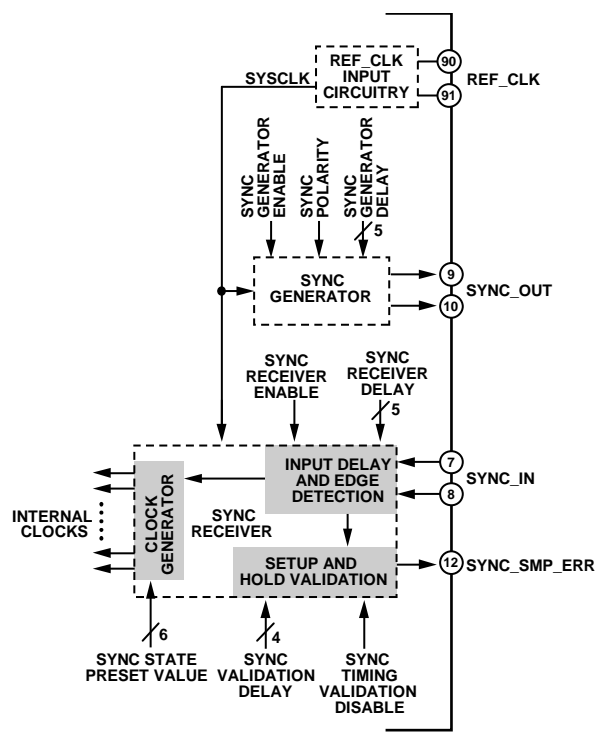 REF_CLK
INPUT
CIRCUITRY
SYSCLK
90
91
REF_CLK
SYNC
GENERATOR
ENABLE
SYNC
POLARITY
SYNC
GENERATOR
DELAY
5
SYNC
GENERATOR
9
10
SYNC_OUT
SYNC
RECEIVER
ENABLE
SYNC
RECEIVER
DELAY
5
INPUT DELAY
AND EDGE
DETECTION
7
8
SYNC_IN
CLOCK
GENERATOR
SYNC
RECEIVER
INTERNAL
CLOCKS
SETUP AND
HOLD VALIDATION
12
SYNC_SMP_ERR
6
SYNC STATE
PRESET VALUE
4
SYNC
VALIDATION
DELAY
SYNC
TIMING
VALIDATION
DISABLE